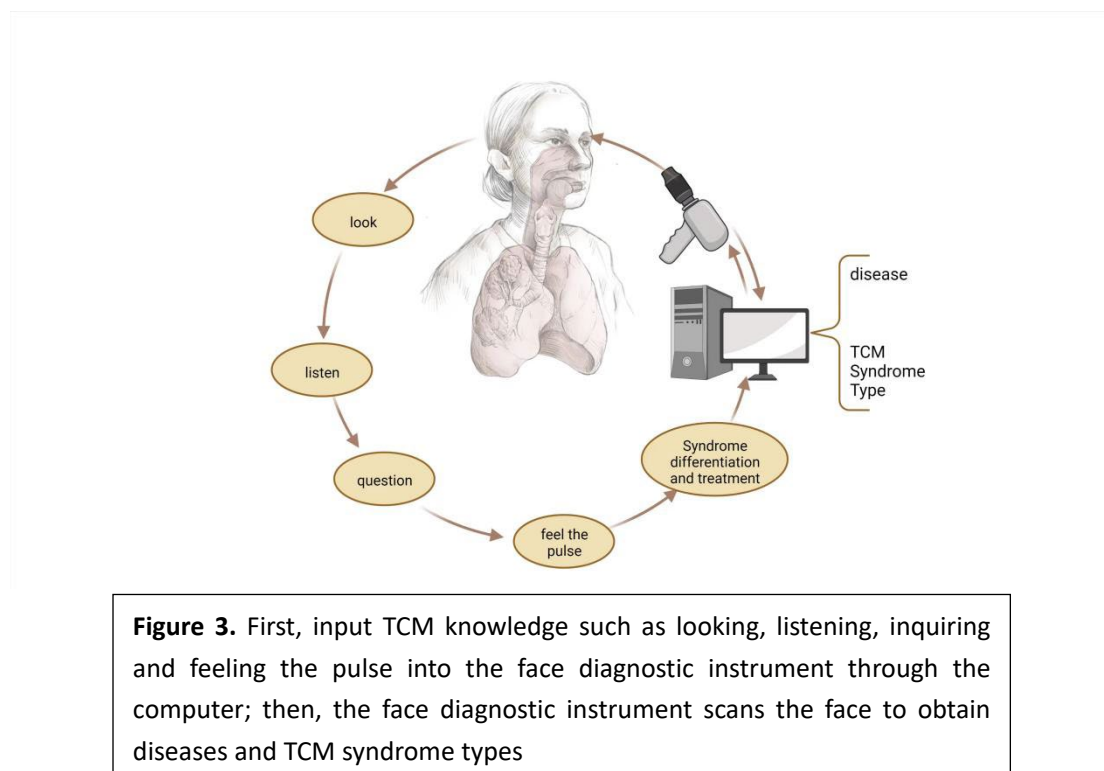 look
listen
question
feel the
pulse
Syndrome
differentiation
and treatment
disease
TCM
Syndrome
Type
Figure 3. First, input TCM knowledge such as looking, listening, inquiring
and feeling the pulse into the face diagnostic instrument through the
computer; then, the face diagnostic instrument scans the face to obtain
diseases and TCM syndrome types